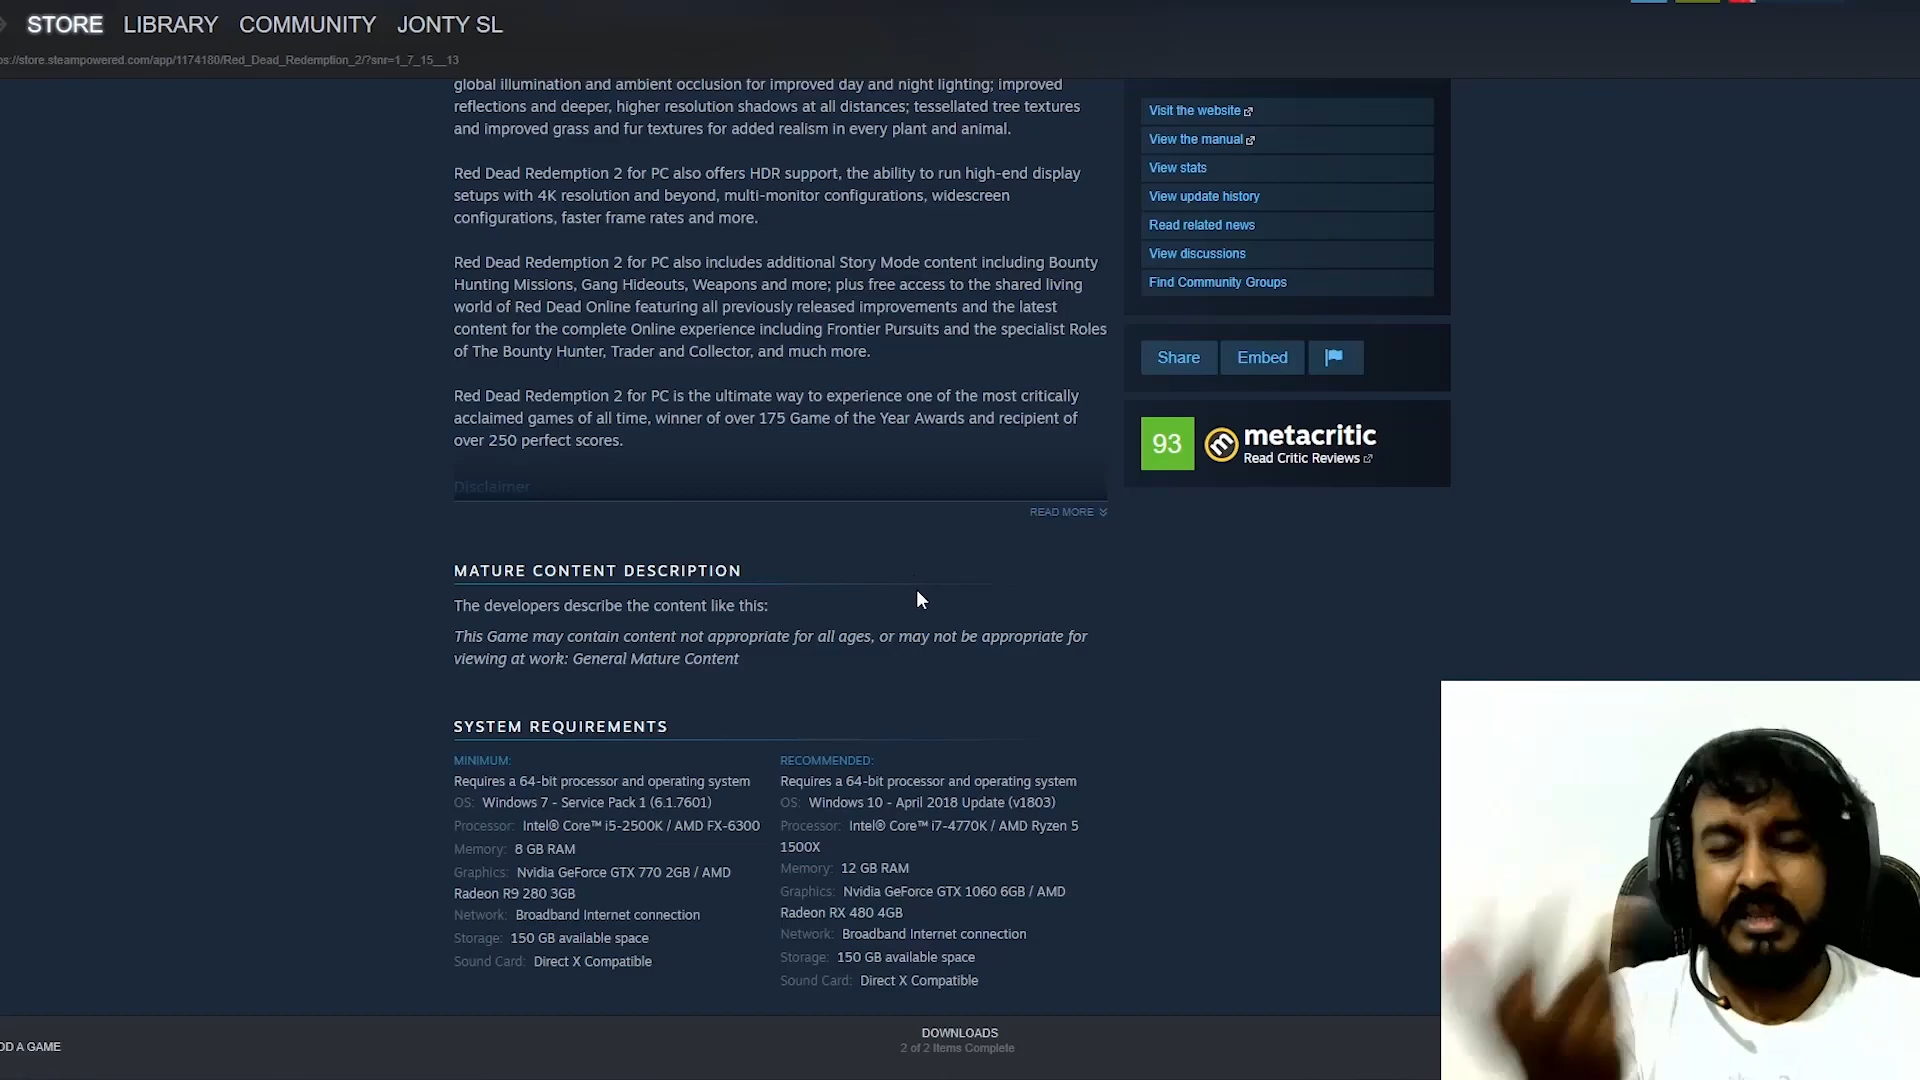 STORE LIBRARY COMMUNITY JONTY SL
ps://store.steampowered.com/app/1174180/Red_Dead_Redemption_2/?snr=1_7_15__13
global illumination and ambient occlusion for improved day and night lighting; improved
reflections and deeper, higher resolution shadows at all distances; tessellated tree textures
and improved grass and fur textures for added realism in every plant and animal.
Red Dead Redemption 2 for PC also offers HDR support, the ability to run high-end display
setups with 4K resolution and beyond, multi-monitor configurations, widescreen
configurations, faster frame rates and more.
Red Dead Redemption 2 for PC also includes additional Story Mode content including Bounty
Hunting Missions, Gang Hideouts, Weapons and more; plus free access to the shared living
world of Red Dead Online featuring all previously released improvements and the latest
content for the complete Online experience including Frontier Pursuits and the specialist Roles
of The Bounty Hunter, Trader and Collector, and much more.
Red Dead Redemption 2 for PC is the ultimate way to experience one of the most critically
acclaimed games of all time, winner of over 175 Game of the Year Awards and recipient of
over 250 perfect scores.
Disclaimer
READ MORE
MATURE CONTENT DESCRIPTION
The developers describe the content like this:
This Game may contain content not appropriate for all ages, or may not be appropriate for
viewing at work: General Mature Content
SYSTEM REQUIREMENTS
MINIMUM:
Requires a 64-bit processor and operating system
OS: Windows 7 - Service Pack 1 (6.1.7601)
Processor: Intel® Core™ i5-2500K / AMD FX-6300
Memory: 8 GB RAM
Graphics: Nvidia GeForce GTX 770 2GB / AMD
Radeon R9 280 3GB
Network: Broadband Internet connection
Storage: 150 GB available space
Sound Card: Direct X Compatible
RECOMMENDED:
Requires a 64-bit processor and operating system
OS: Windows 10 - April 2018 Update (v1803)
Processor: Intel® Core™ i7-4770K / AMD Ryzen 5
1500X
Memory: 12 GB RAM
Graphics: Nvidia GeForce GTX 1060 6GB / AMD
Radeon RX 480 4GB
Network: Broadband Internet connection
Storage: 150 GB available space
Sound Card: Direct X Compatible
Visit the website
View the manual
View stats
View update history
Read related news
View discussions
Find Community Groups
Share Embed
93 metacritic
Read Critic Reviews
DD A GAME
DOWNLOADS
2 of 2 Items Complete